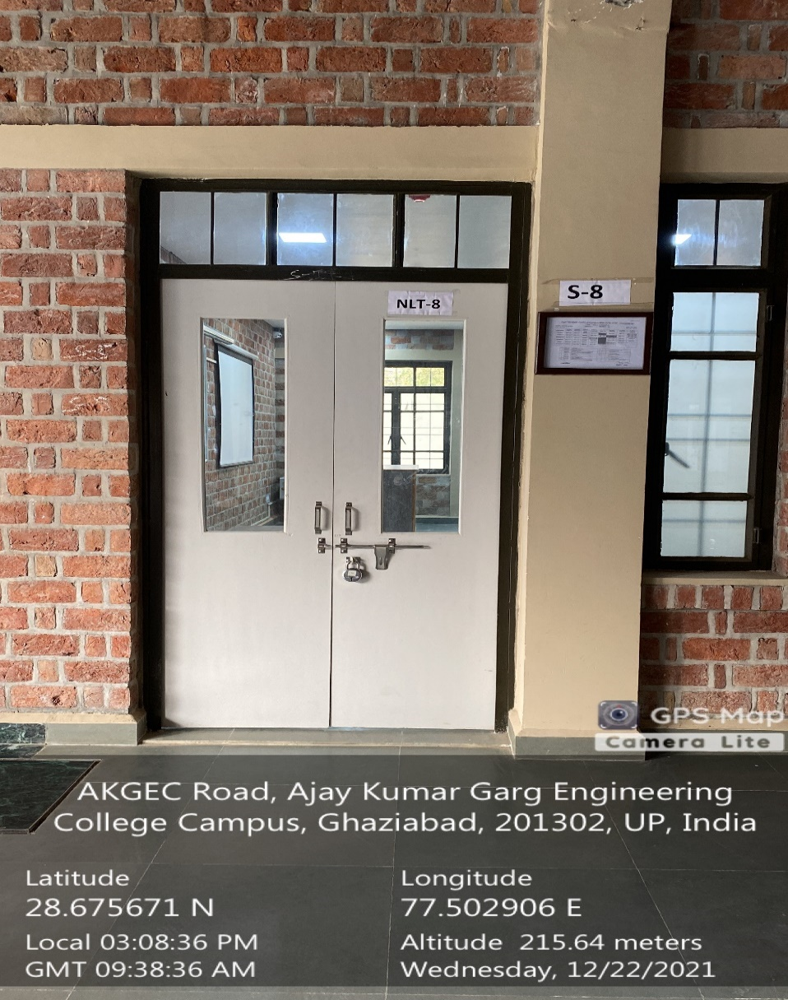 S-8
NLT-8
GPS Map
Camera Lite
AKGEC Road, Ajay Kumar Garg Engineering
College Campus, Ghaziabad, 201302, UP, India
Latitude
28.675671 N
Longitude
77.502906 E
Local 03:08:36 PM
GMT 09:38:36 AM
Altitude 215.64 meters
Wednesday, 12/22/2021